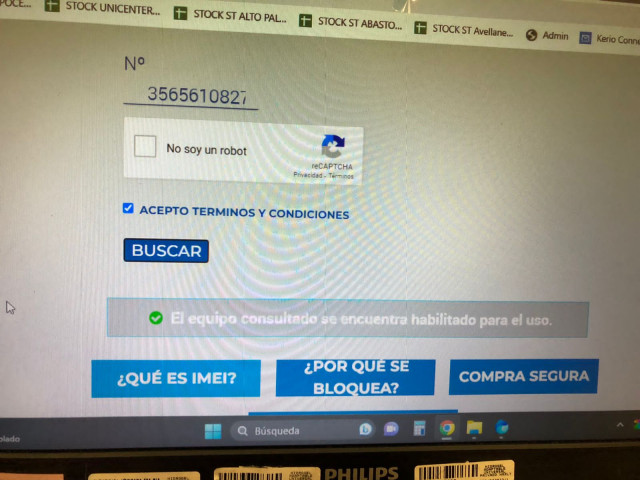 STOCK UNICENTER...
STOCK ST ALTO PAL...
STOCK ST ABASTO...
STOCK ST Avellane...
Admin
Kerio Conne
Nº
3565610827
No soy un robot
reCAPTCHA
Privacidad - Términos
ACEPTO TERMINOS Y CONDICIONES
BUSCAR
El equipo consultado se encuentra habilitado para el uso.
¿QUÉ ES IMEI?
¿POR QUÉ SE
BLOQUEA?
COMPRA SEGURA
Búsqueda
PHILIPS